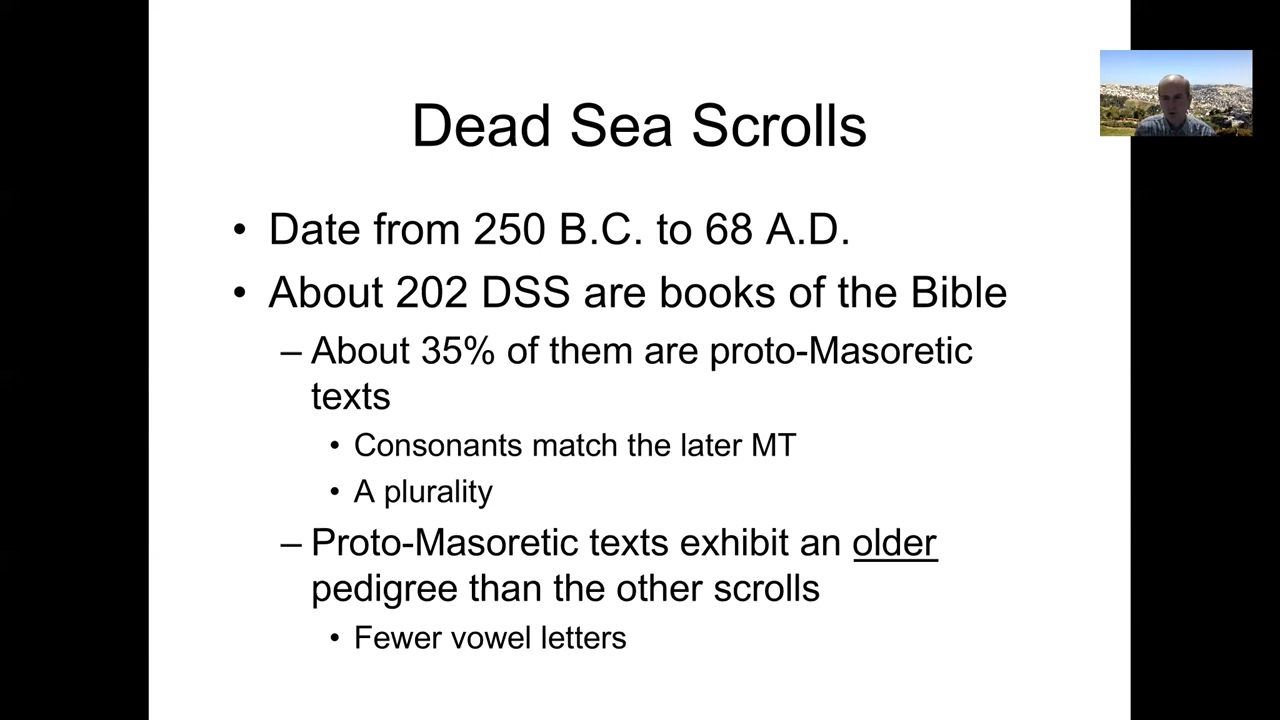 Dead Sea Scrolls
• Date from 250 B.C. to 68 A.D.
• About 202 DSS are books of the Bible
– About 35% of them are proto-Masoretic
texts
• Consonants match the later MT
• A plurality
– Proto-Masoretic texts exhibit an older
pedigree than the other scrolls
• Fewer vowel letters